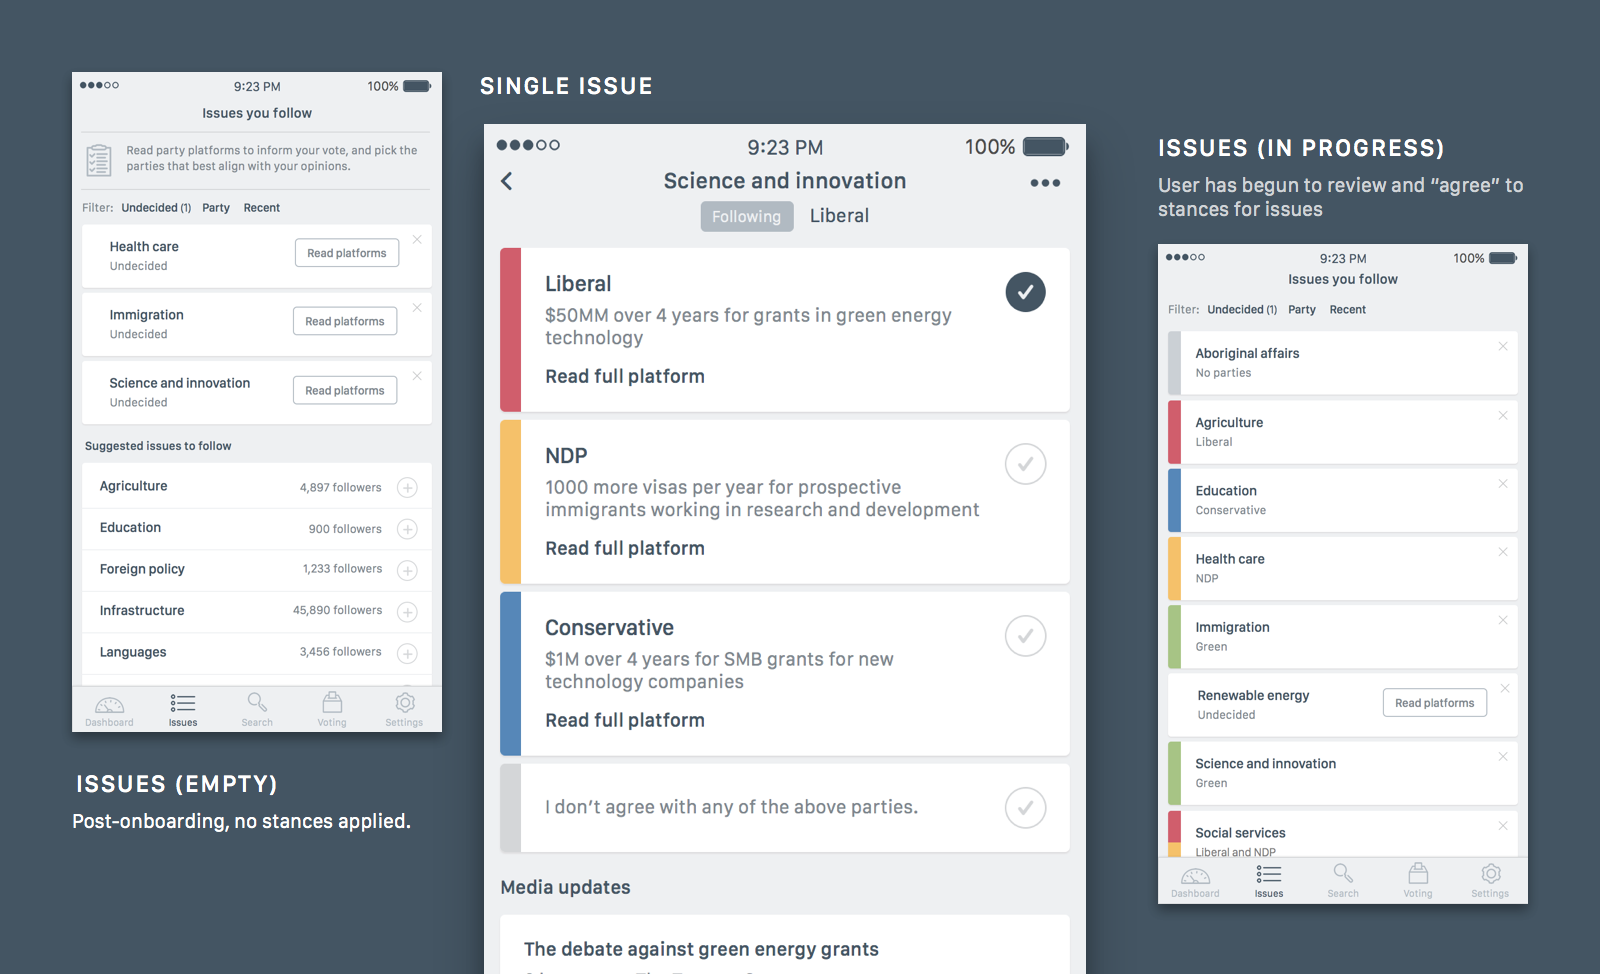 9:23 PM
100%
Issues you follow
Read party platforms to inform your vote, and pick the
parties that best align with your opinions.
Filter: Undecided (1) Party Recent
Health care
Undecided
Read platforms
Immigration
Undecided
Read platforms
Science and innovation
Undecided
Read platforms
Suggested issues to follow
Agriculture 4,897 followers
Education 900 followers
Foreign policy 1,233 followers
Infrastructure 45,890 followers
Languages 3,456 followers
Dashboard Issues Search Voting Settings
ISSUES (EMPTY)
Post-onboarding, no stances applied.
SINGLE ISSUE
9:23 PM
100%
Science and innovation
Following Liberal
Liberal
$50MM over 4 years for grants in green energy
technology
Read full platform
NDP
1000 more visas per year for prospective
immigrants working in research and development
Read full platform
Conservative
$1M over 4 years for SMB grants for new
technology companies
Read full platform
I don’t agree with any of the above parties.
Media updates
The debate against green energy grants
ISSUES (IN PROGRESS)
User has begun to review and “agree” to
stances for issues
9:23 PM
100%
Issues you follow
Filter: Undecided (1) Party Recent
Aboriginal affairs
No parties
Agriculture
Liberal
Education
Conservative
Health care
NDP
Immigration
Green
Renewable energy
Undecided
Read platforms
Science and innovation
Green
Social services
Liberal and NDP
Dashboard Issues Search Voting Settings